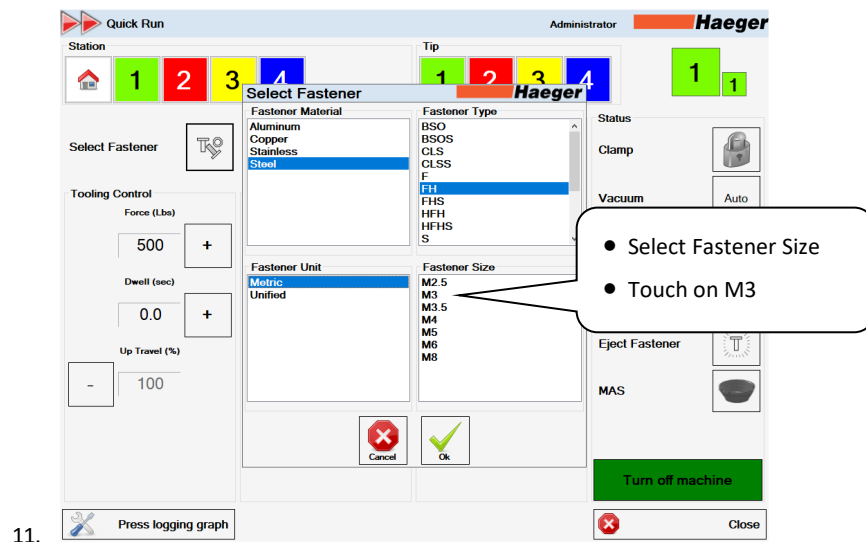 Quick Run
Administrator
Haeger
Station
Tip
1
2
3
4
1
2
3
4
1
1
Select Fastener
Haeger
Fastener Material
Aluminum
Copper
Stainless
Steel
Fastener Type
BSO
BSOS
CLS
CLSS
F
FH
FHS
HFH
HFHS
S
Fastener Unit
Metric
Unified
Fastener Size
M2.5
M3
M3.5
M4
M5
M6
M8
Cancel
Ok
Select Fastener
Tooling Control
Force (Lbs)
500
+
Dwell (sec)
0.0
+
Up Travel (%)
-
100
Status
Clamp
Vacuum
Auto
• Select Fastener Size
• Touch on M3
Eject Fastener
T
MAS
Turn off machine
11.
Press logging graph
Close